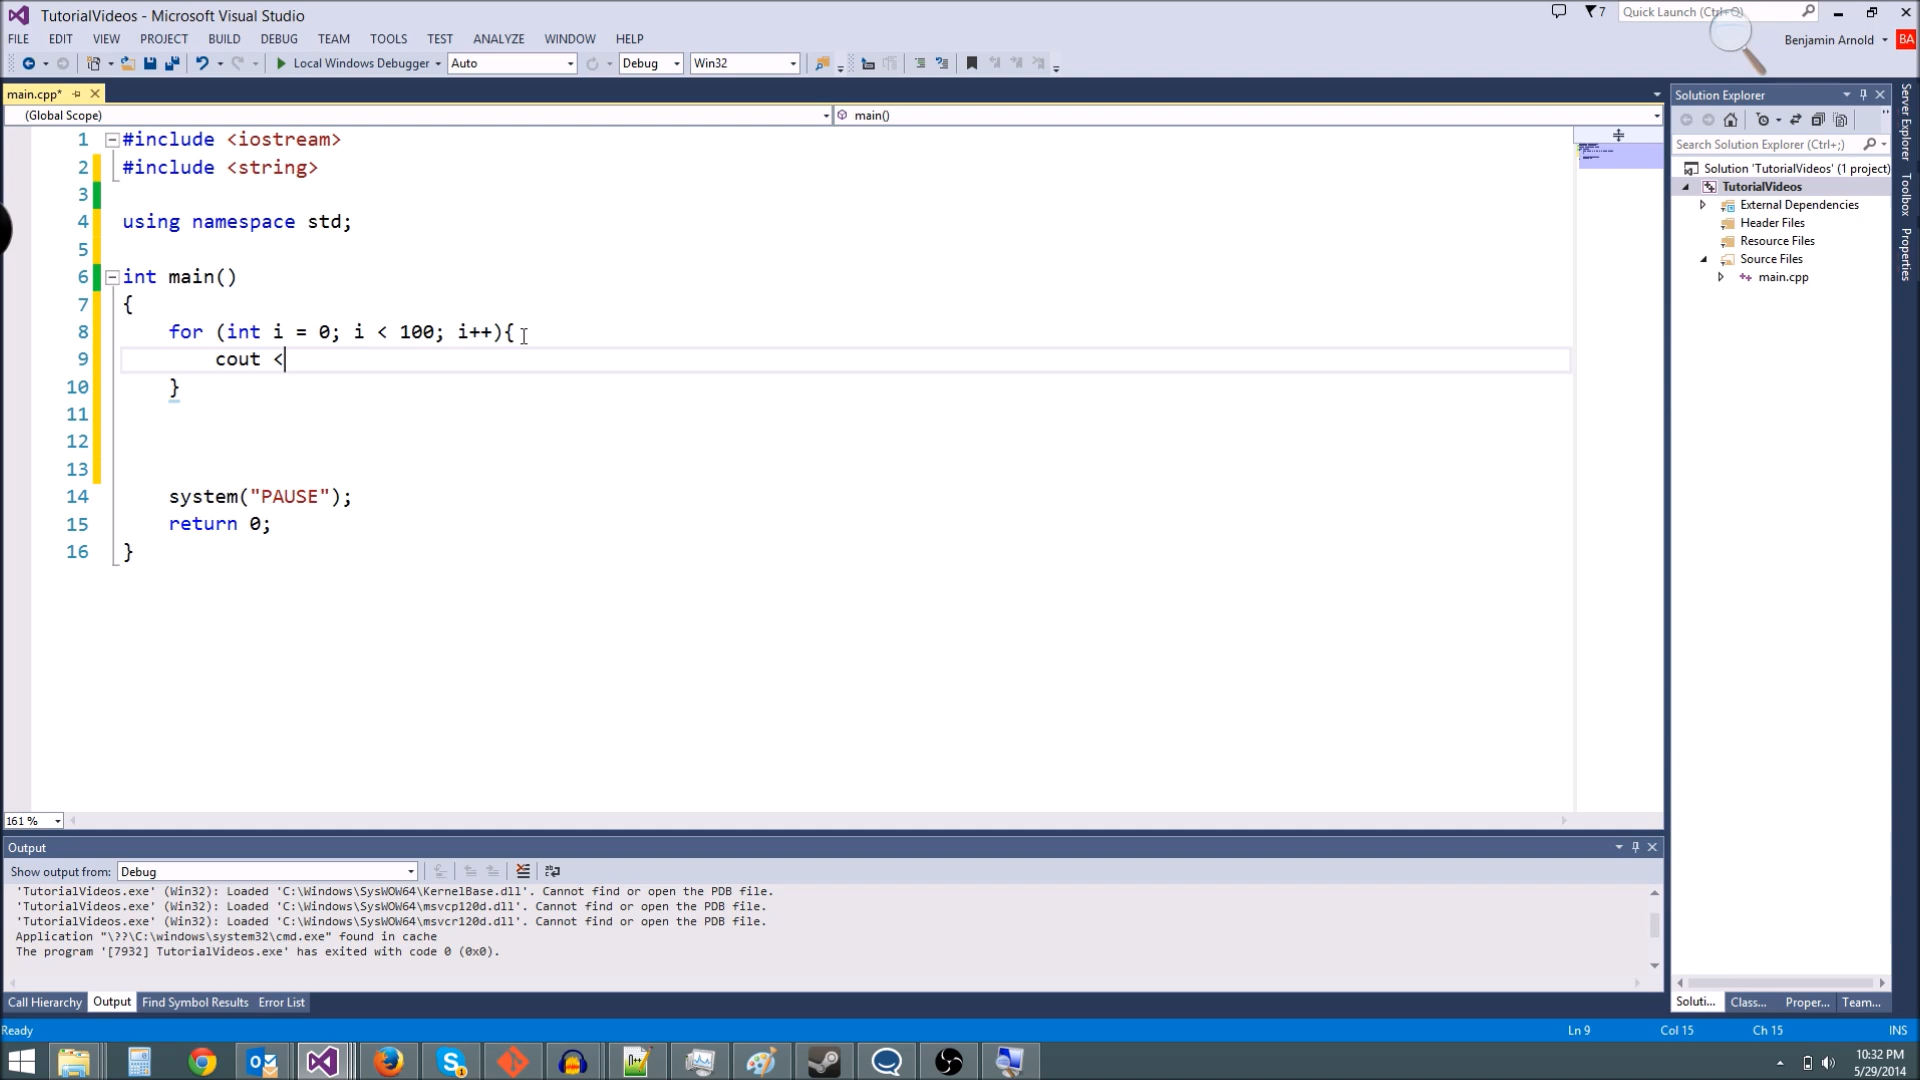 TutorialVideos - Microsoft Visual Studio
7 Quick Launch (Ctrl+Q)
FILE EDIT VIEW PROJECT BUILD DEBUG TEAM TOOLS TEST ANALYZE WINDOW HELP
Benjamin Arnold BA
Local Windows Debugger Auto Debug Win32
main.cpp*
(Global Scope) main()
1 #include <iostream>
2 #include <string>
3
4 using namespace std;
5
6 int main()
7 {
8 for (int i = 0; i < 100; i++){
9 cout <
10 }
11
12
13
14 system("PAUSE");
15 return 0;
16 }
161 %
Solution Explorer
Search Solution Explorer (Ctrl+;)
Solution 'TutorialVideos' (1 project)
TutorialVideos
External Dependencies
Header Files
Resource Files
Source Files
main.cpp
Server Explorer
Toolbox
Properties
Output
Show output from: Debug
'TutorialVideos.exe' (Win32): Loaded 'C:\Windows\SysWOW64\KernelBase.dll'. Cannot find or open the PDB file.
'TutorialVideos.exe' (Win32): Loaded 'C:\Windows\SysWOW64\msvcp120d.dll'. Cannot find or open the PDB file.
'TutorialVideos.exe' (Win32): Loaded 'C:\Windows\SysWOW64\msvcr120d.dll'. Cannot find or open the PDB file.
Application "\??\C:\windows\system32\cmd.exe" found in cache
The program '[7932] TutorialVideos.exe' has exited with code 0 (0x0).
Call Hierarchy Output Find Symbol Results Error List
Soluti... Class... Proper... Team...
Ready Ln 9 Col 15 Ch 15 INS
10:32 PM
5/29/2014